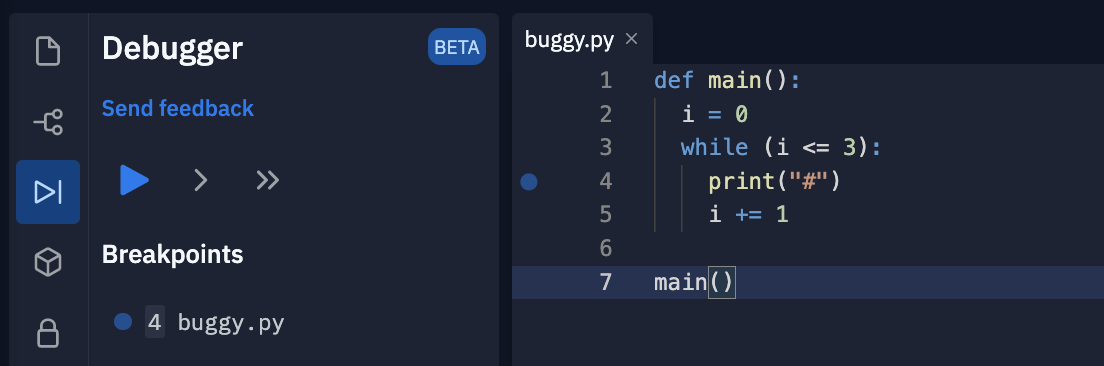 Debugger
BETA
Send feedback
Breakpoints
4 buggy.py
buggy.py ×
1 def main():
2   i = 0
3   while (i <= 3):
4     print("#")
5     i += 1
6
7 main()